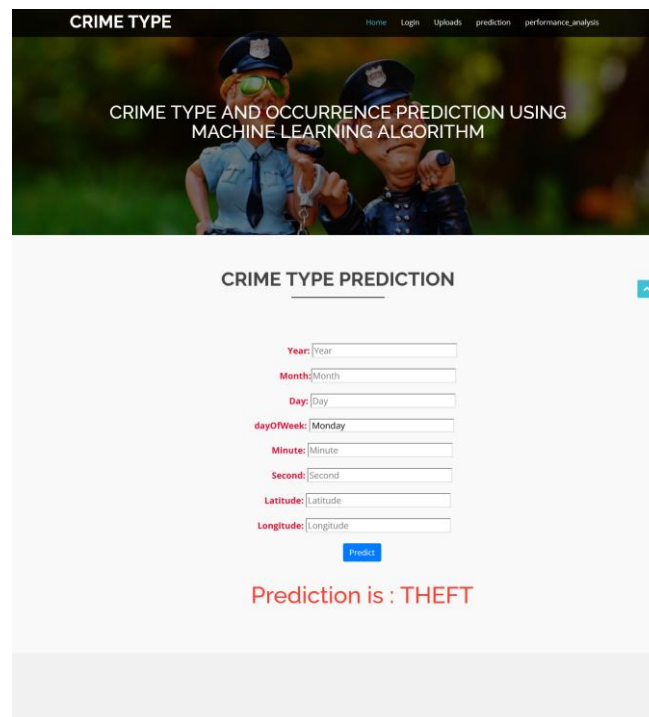 CRIME TYPE
Home Login Uploads prediction performance_analysis
CRIME TYPE AND OCCURRENCE PREDICTION USING
MACHINE LEARNING ALGORITHM
CRIME TYPE PREDICTION
Year: Year
Month: Month
Day: Day
dayOfWeek: Monday
Minute: Minute
Second: Second
Latitude: Latitude
Longitude: Longitude
Predict
Prediction is : THEFT